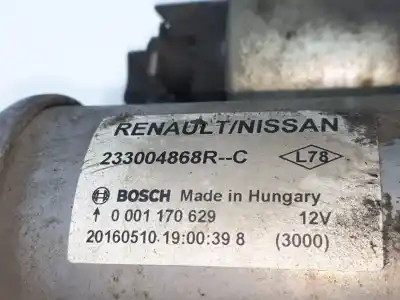 RENAULT/NISSAN
233004868R--C L78
BOSCH Made in Hungary
0 001 170 629 12V
20160510 19:00:39 8 (3000)